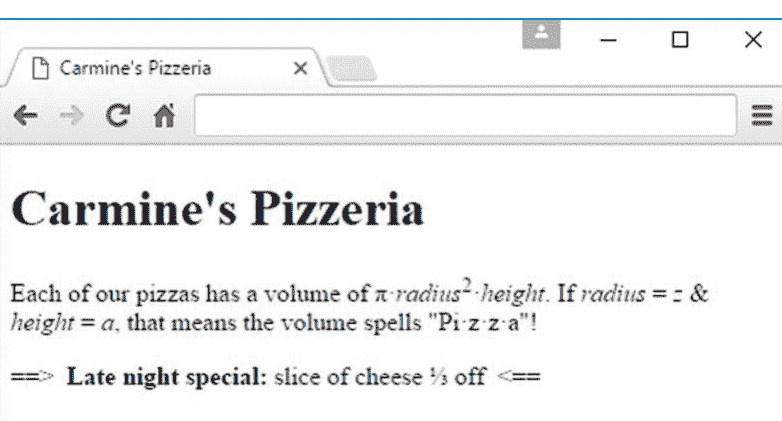 Carmine's Pizzeria
Carmine's Pizzeria
Each of our pizzas has a volume of π·radius²·height. If radius = z &
height = a, that means the volume spells "Pi·z·z·a"!
==> Late night special: slice of cheese ⅓ off <==